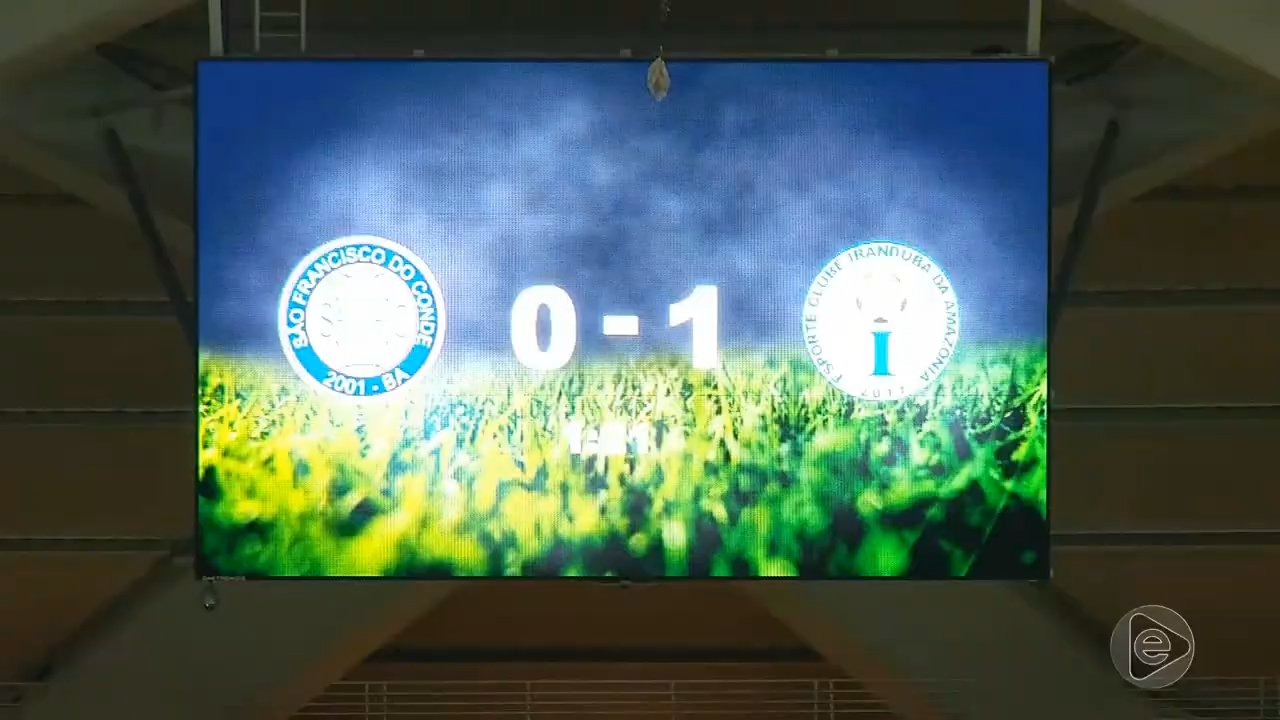 SÃO FRANCISCO DO CONDE
2001 - BA
0 - 1
ESPORTE CLUBE IRANDUBA DA AMAZONIA
I
e